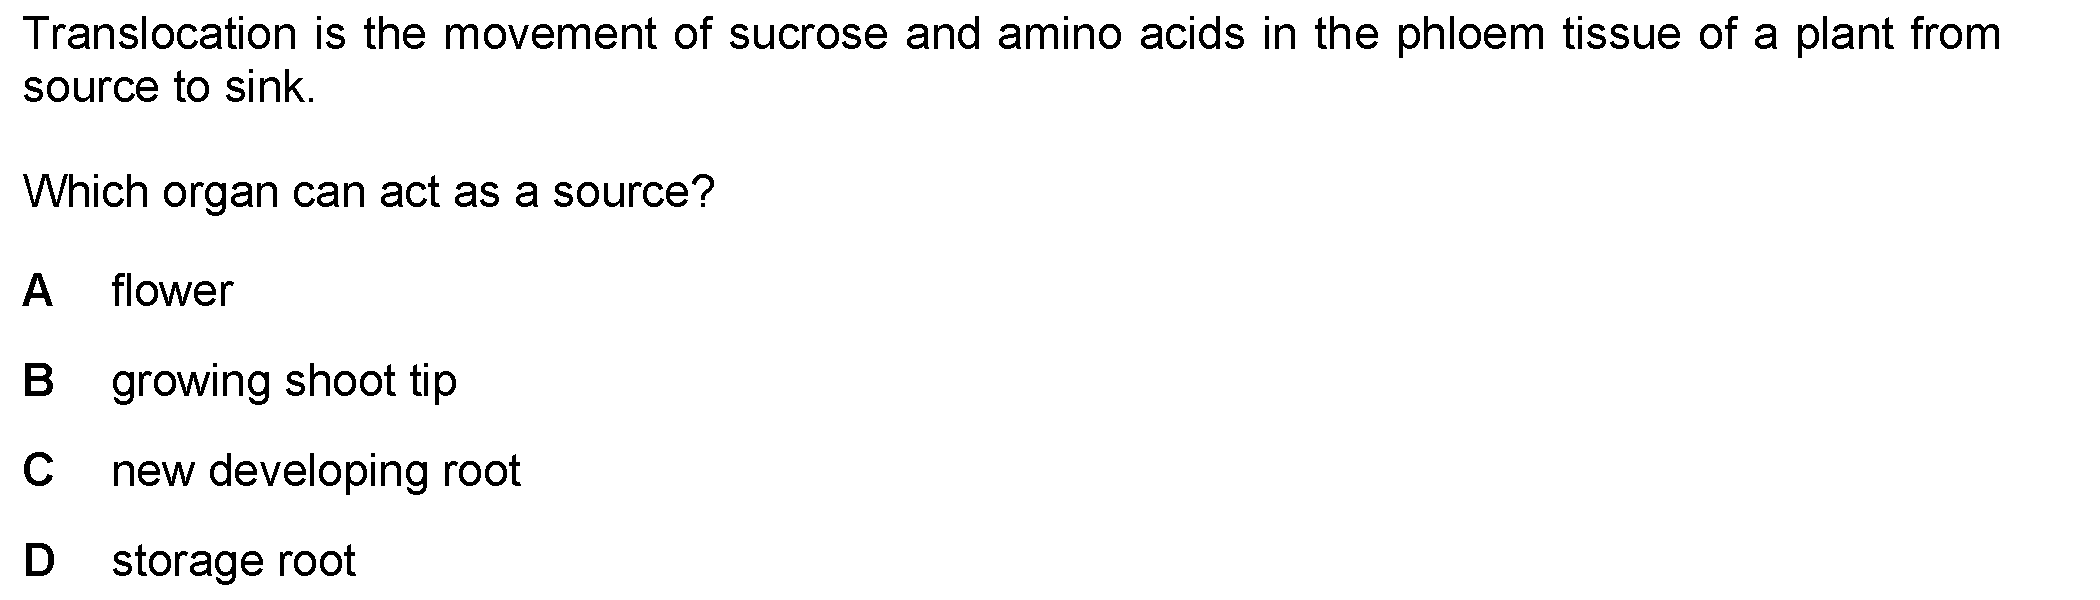 Translocation is the movement of sucrose and amino acids in the phloem tissue of a plant from
source to sink.
Which organ can act as a source?
A flower
B growing shoot tip
C new developing root
D storage root